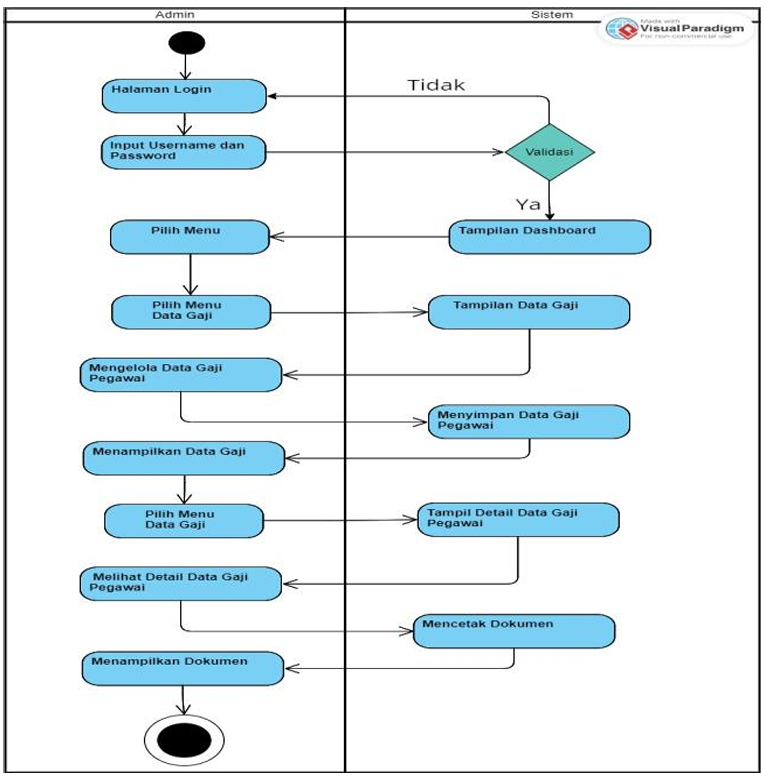 Admin
Sistem
Made with
VisualParadigm
For non-commercial use
Halaman Login
Tidak
Input Username dan
Password
Validasi
Ya
Pilih Menu
Tampilan Dashboard
Pilih Menu
Data Gaji
Tampilan Data Gaji
Mengelola Data Gaji
Pegawai
Menyimpan Data Gaji
Pegawai
Menampilkan Data Gaji
Pilih Menu
Data Gaji
Tampil Detail Data Gaji
Pegawai
Melihat Detail Data Gaji
Pegawai
Mencetak Dokumen
Menampilkan Dokumen